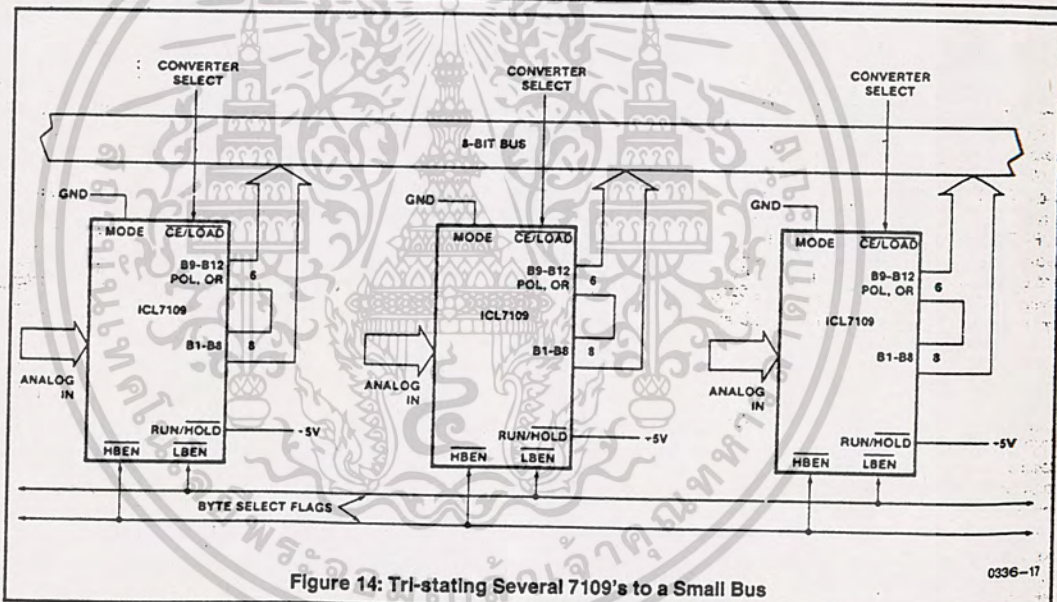 CONVERTER
SELECT
CONVERTER
SELECT
CONVERTER
SELECT
8-BIT BUS
GND
MODE
CE/LOAD
B9-B12
POL, OR
6
ICL7109
B1-B8
8
ANALOG
IN
RUN/HOLD
-5V
HBEN
LBEN
GND
MODE
CE/LOAD
B9-B12
POL, OR
6
ICL7109
B1-B8
8
ANALOG
IN
RUN/HOLD
-5V
HBEN
LBEN
GND
MODE
CE/LOAD
B9-B12
POL, OR
6
ICL7109
B1-B8
8
ANALOG
IN
RUN/HOLD
-5V
HBEN
LBEN
BYTE SELECT FLAGS
Figure 14: Tri-stating Several 7109's to a Small Bus
0336-17